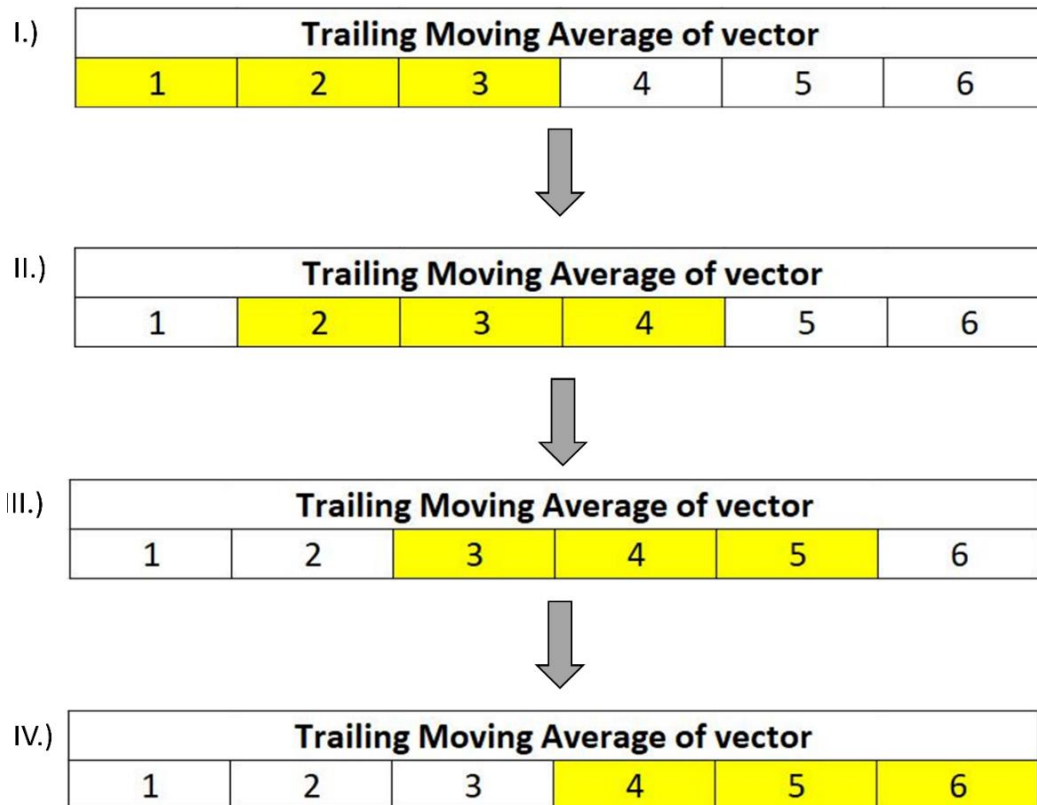 I.)
Trailing Moving Average of vector
1 2 3 4 5 6
II.)
Trailing Moving Average of vector
1 2 3 4 5 6
III.)
Trailing Moving Average of vector
1 2 3 4 5 6
IV.)
Trailing Moving Average of vector
1 2 3 4 5 6